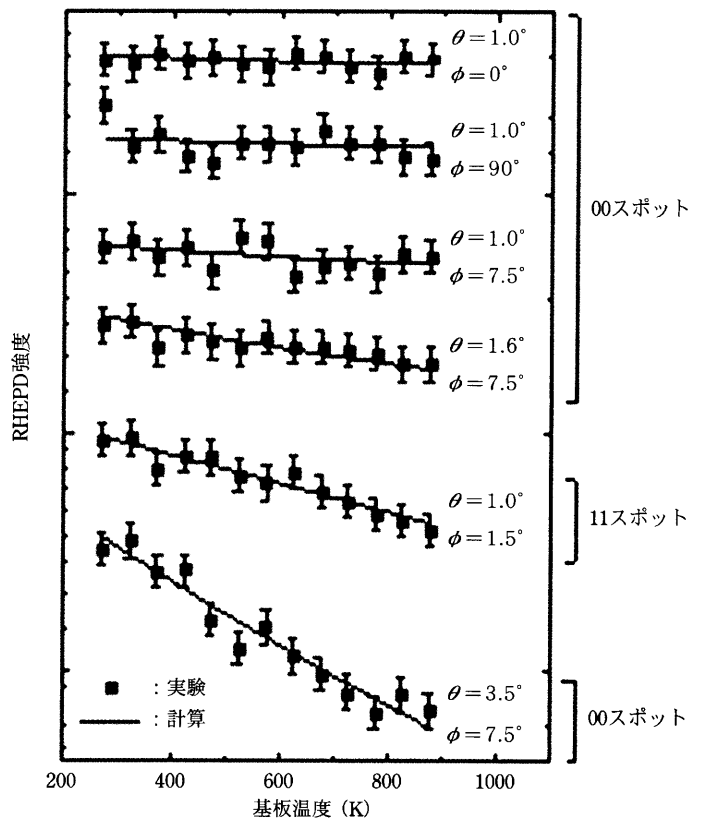 θ＝1.0°
φ＝0°
θ＝1.0°
φ＝90°
00スポット
θ＝1.0°
φ＝7.5°
θ＝1.6°
φ＝7.5°
RHEPD強度
θ＝1.0°
φ＝1.5°
11スポット
■ : 実験
θ＝3.5°
: 計算
φ＝7.5°
00スポット
200 400 600 800 1000
基板温度 (K)